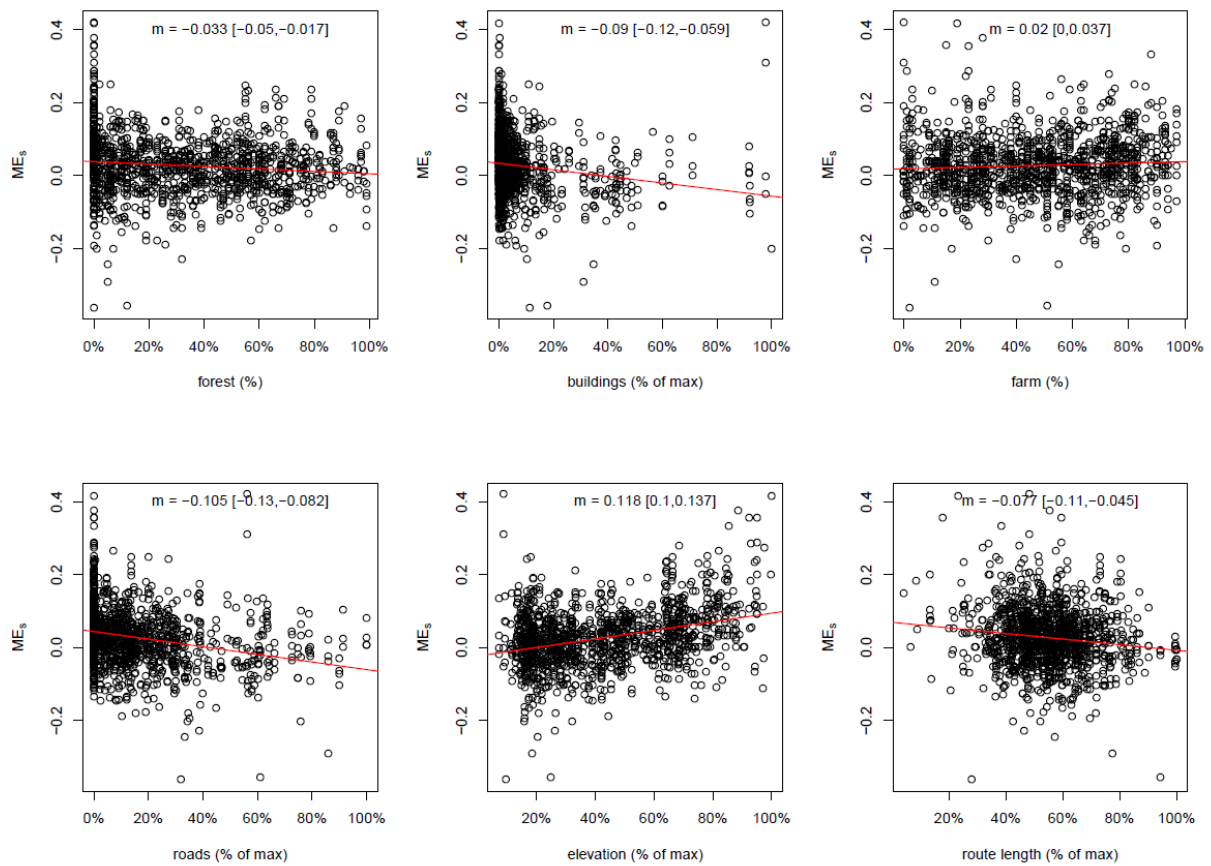 m = −0.033 [−0.05,−0.017]
MEs
0.4
0.2
0.0
−0.2
0% 20% 40% 60% 80% 100%
forest (%)
m = −0.09 [−0.12,−0.059]
MEs
0.4
0.2
0.0
−0.2
0% 20% 40% 60% 80% 100%
buildings (% of max)
m = 0.02 [0,0.037]
MEs
0.4
0.2
0.0
−0.2
0% 20% 40% 60% 80% 100%
farm (%)
m = −0.105 [−0.13,−0.082]
MEs
0.4
0.2
0.0
−0.2
0% 20% 40% 60% 80% 100%
roads (% of max)
m = 0.118 [0.1,0.137]
MEs
0.4
0.2
0.0
−0.2
20% 40% 60% 80% 100%
elevation (% of max)
m = −0.077 [−0.11,−0.045]
MEs
0.4
0.2
0.0
−0.2
20% 40% 60% 80% 100%
route length (% of max)